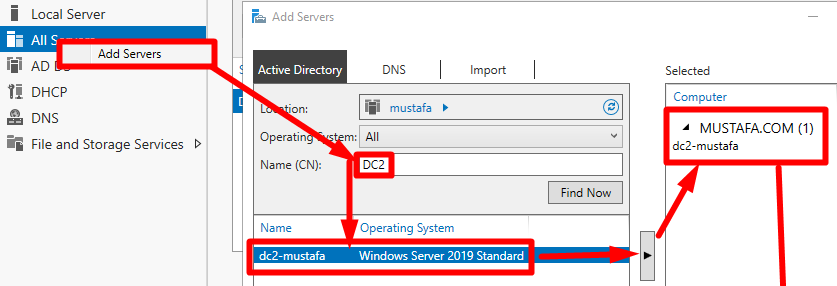 Local Server
All Servers
Add Servers
AD DS
DHCP
DNS
File and Storage Services
Add Servers
Active Directory
DNS
Import
Location:
mustafa
Operating System:
All
Name (CN):
DC2
Find Now
Name
Operating System
dc2-mustafa
Windows Server 2019 Standard
Selected
Computer
MUSTAFA.COM (1)
dc2-mustafa